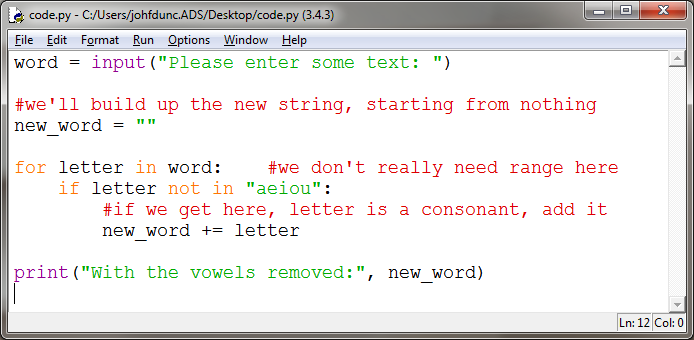 code.py - C:/Users/johfdunc.ADS/Desktop/code.py (3.4.3)
File Edit Format Run Options Window Help
word = input("Please enter some text: ")

#we'll build up the new string, starting from nothing
new_word = ""

for letter in word:    #we don't really need range here
    if letter not in "aeiou":
        #if we get here, letter is a consonant, add it
        new_word += letter

print("With the vowels removed:", new_word)
Ln: 12 Col: 0